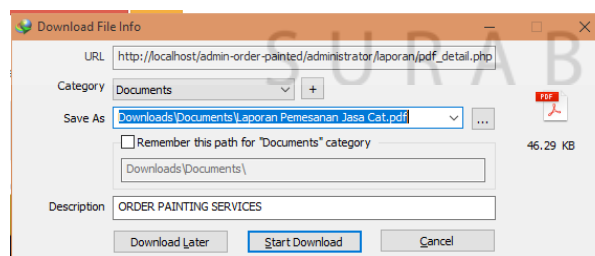 Download File Info
SURAB
URL http://localhost/admin-order-painted/administrator/laporan/pdf_detail.php
Category Documents +
PDF
Save As Downloads\Documents\Laporan Pemesanan Jasa Cat.pdf ...
Remember this path for "Documents" category 46.29 KB
Downloads\Documents\
Description ORDER PAINTING SERVICES
Download Later Start Download Cancel